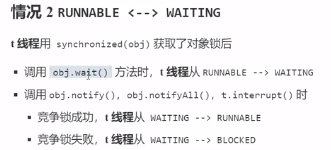 情况 2 RUNNABLE <--> WAITING
t 线程用 synchronized(obj) 获取了对象锁后
调用 obj.wait() 方法时，t 线程从 RUNNABLE --> WAITING
调用 obj.notify(), obj.notifyAll(), t.interrupt() 时
竞争锁成功，t 线程从 WAITING --> RUNNABLE
竞争锁失败，t 线程从 WAITING --> BLOCKED